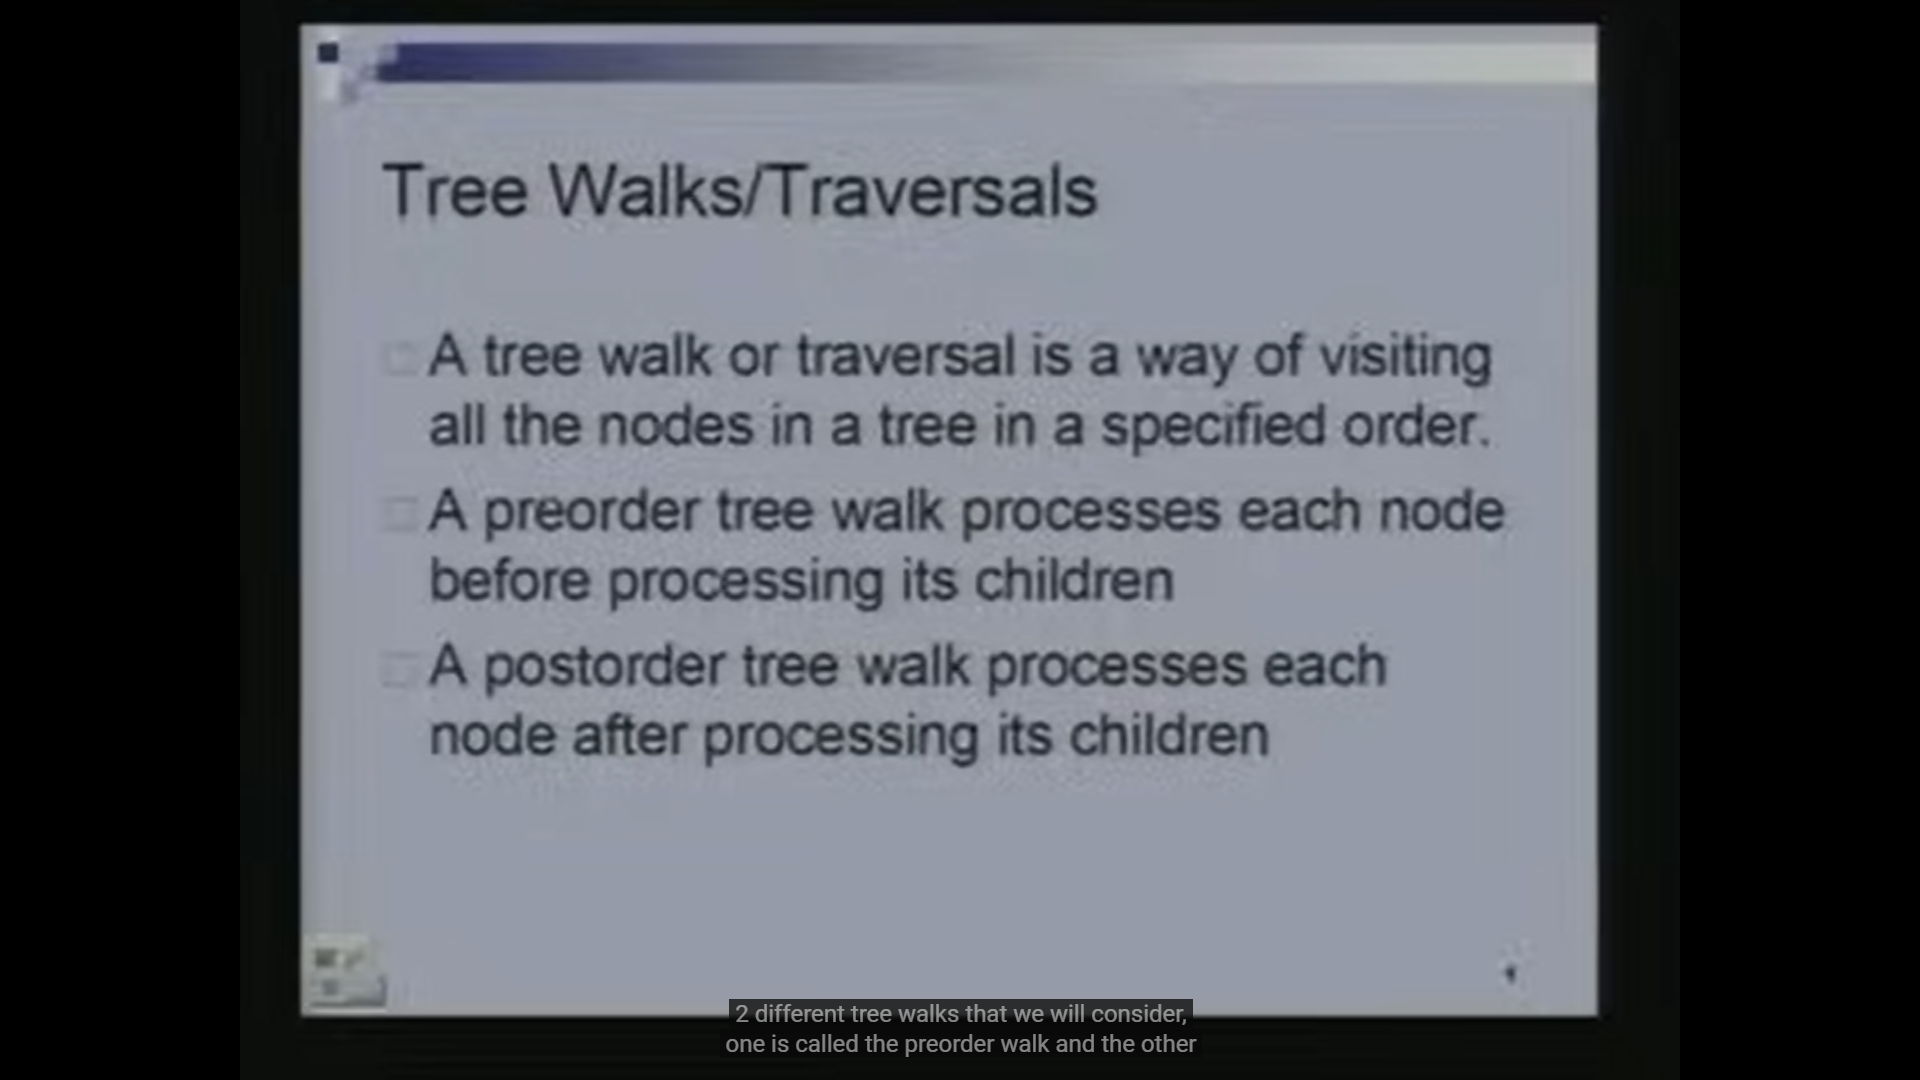 Tree Walks/Traversals
A tree walk or traversal is a way of visiting
all the nodes in a tree in a specified order.
A preorder tree walk processes each node
before processing its children
A postorder tree walk processes each
node after processing its children
2 different tree walks that we will consider,
one is called the preorder walk and the other